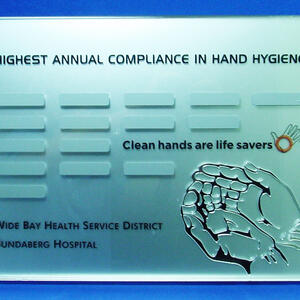 HIGHEST ANNUAL COMPLIANCE IN HAND HYGIENE
Clean hands are life savers
WIDE BAY HEALTH SERVICE DISTRICT
BUNDABERG HOSPITAL